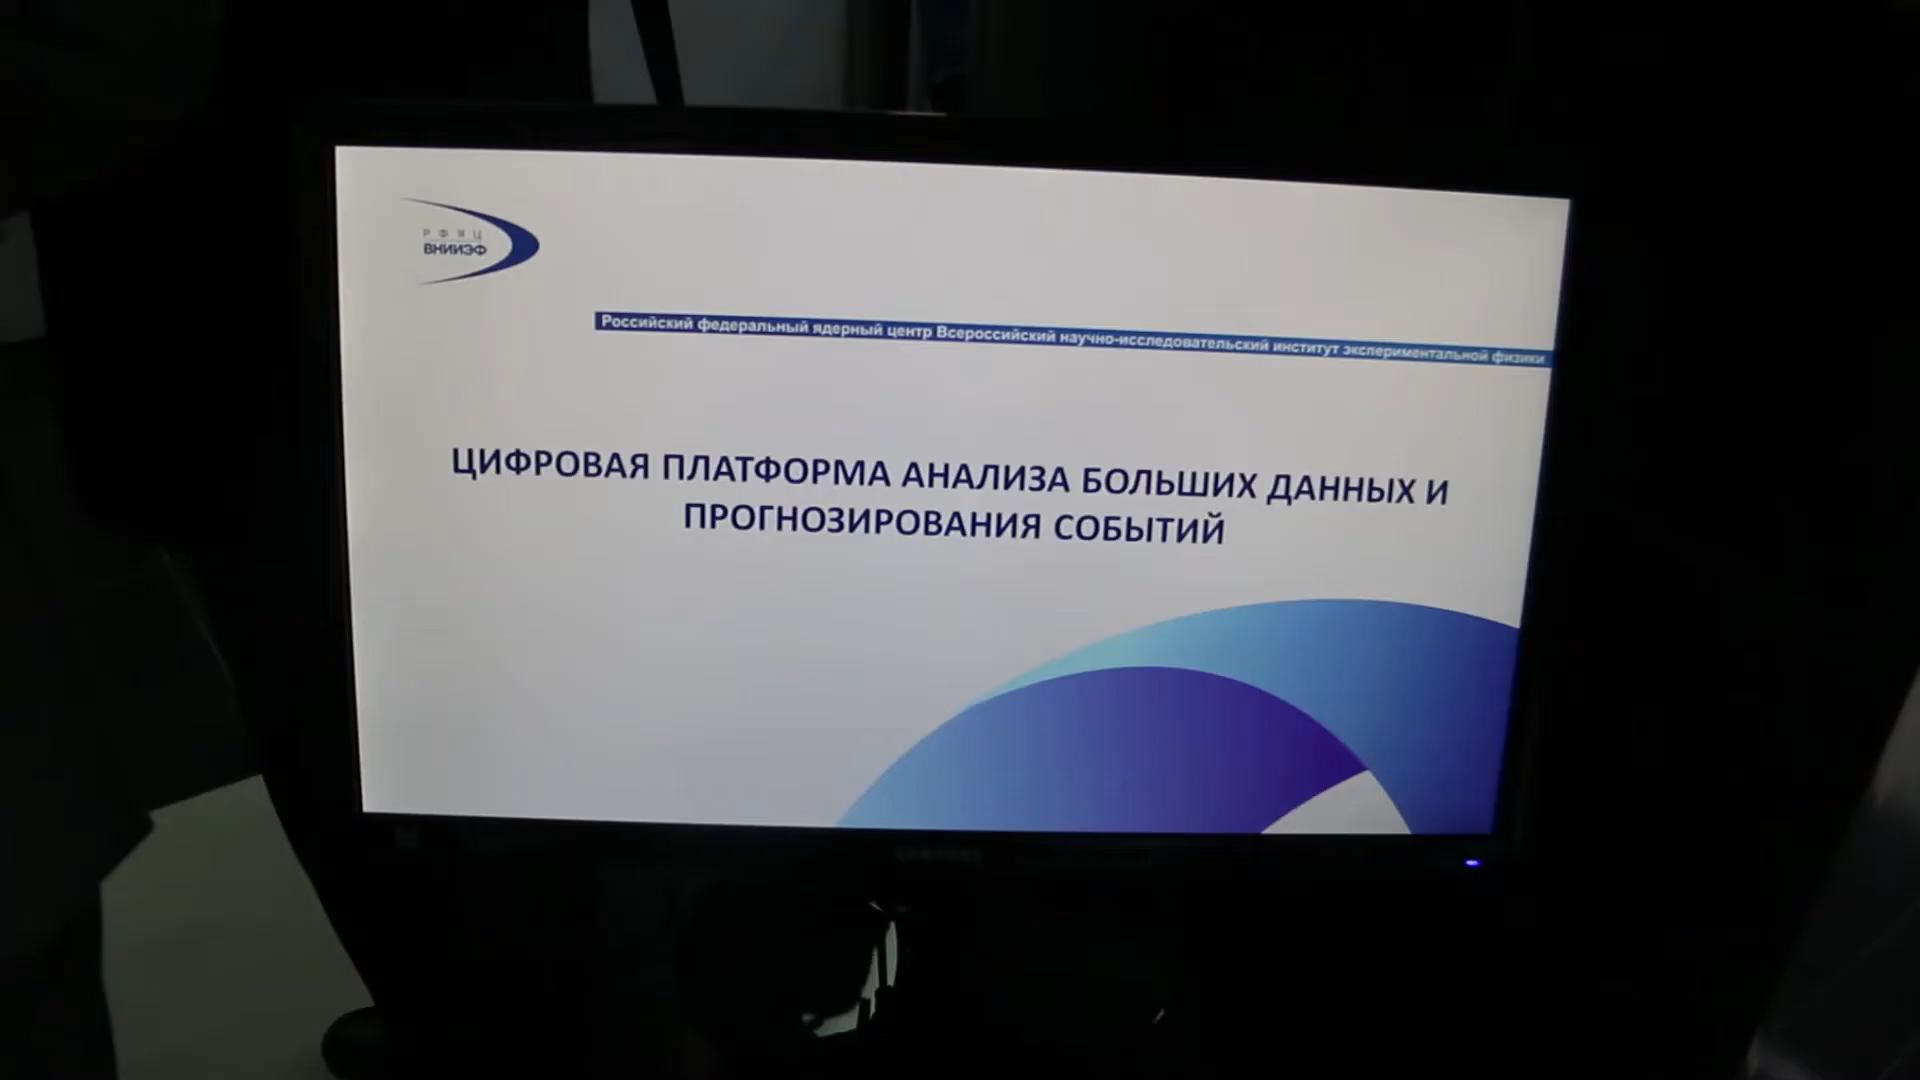 РФЯЦ
ВНИИЭФ
Российский федеральный ядерный центр Всероссийский научно-исследовательский институт экспериментальной физики
ЦИФРОВАЯ ПЛАТФОРМА АНАЛИЗА БОЛЬШИХ ДАННЫХ И
ПРОГНОЗИРОВАНИЯ СОБЫТИЙ